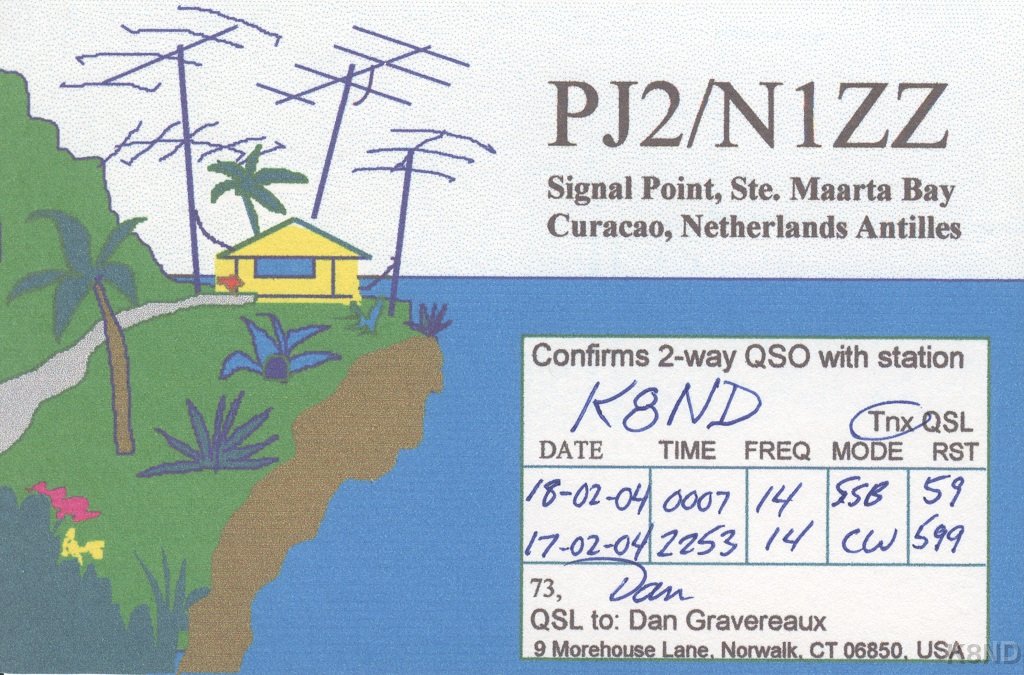 PJ2/N1ZZ
Signal Point, Ste. Maarta Bay
Curacao, Netherlands Antilles
Confirms 2-way QSO with station
K8ND
Tnx QSL
DATE TIME FREQ MODE RST
18-02-04 0007 14 SSB 59
17-02-04 2253 14 CW 599
73, Dan
QSL to: Dan Gravereaux
9 Morehouse Lane, Norwalk, CT 06850, USA
K8ND